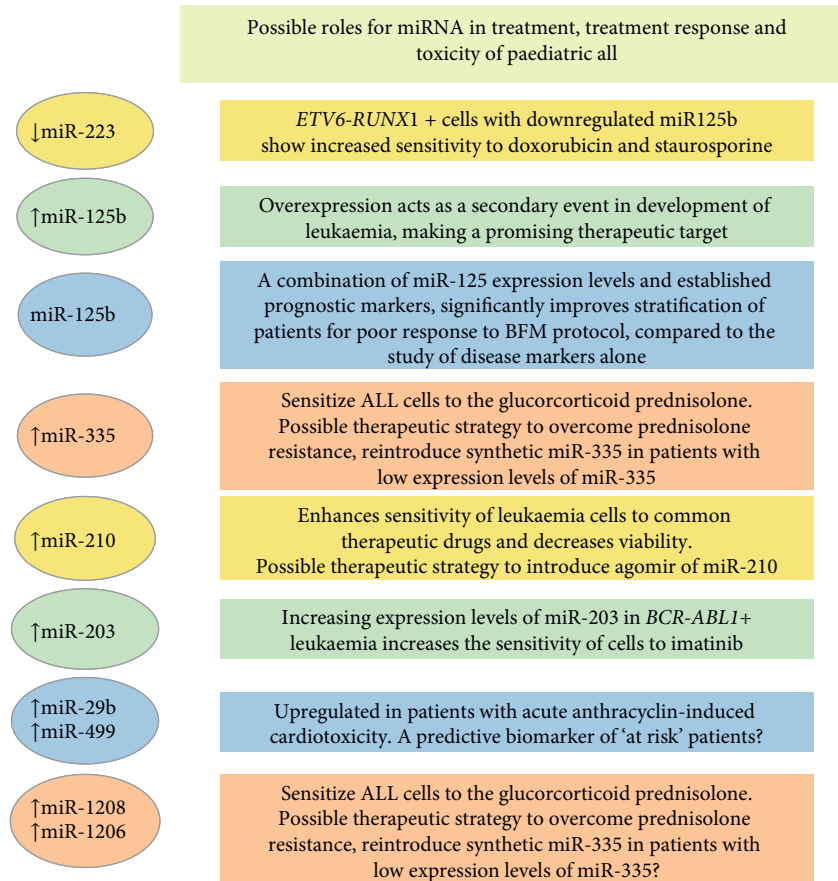 Possible roles for miRNA in treatment, treatment response and
toxicity of paediatric all
↓miR-223
ETV6-RUNX1 + cells with downregulated miR125b
show increased sensitivity to doxorubicin and staurosporine
↑miR-125b
Overexpression acts as a secondary event in development of
leukaemia, making a promising therapeutic target
miR-125b
A combination of miR-125 expression levels and established
prognostic markers, significantly improves stratification of
patients for poor response to BFM protocol, compared to the
study of disease markers alone
↑miR-335
Sensitize ALL cells to the glucorcorticoid prednisolone.
Possible therapeutic strategy to overcome prednisolone
resistance, reintroduce synthetic miR-335 in patients with
low expression levels of miR-335
↑miR-210
Enhances sensitivity of leukaemia cells to common
therapeutic drugs and decreases viability.
Possible therapeutic strategy to introduce agomir of miR-210
↑miR-203
Increasing expression levels of miR-203 in BCR-ABL1+
leukaemia increases the sensitivity of cells to imatinib
↑miR-29b
↑miR-499
Upregulated in patients with acute anthracyclin-induced
cardiotoxicity. A predictive biomarker of ‘at risk’ patients?
↑miR-1208
↑miR-1206
Sensitize ALL cells to the glucorcorticoid prednisolone.
Possible therapeutic strategy to overcome prednisolone
resistance, reintroduce synthetic miR-335 in patients with
low expression levels of miR-335?